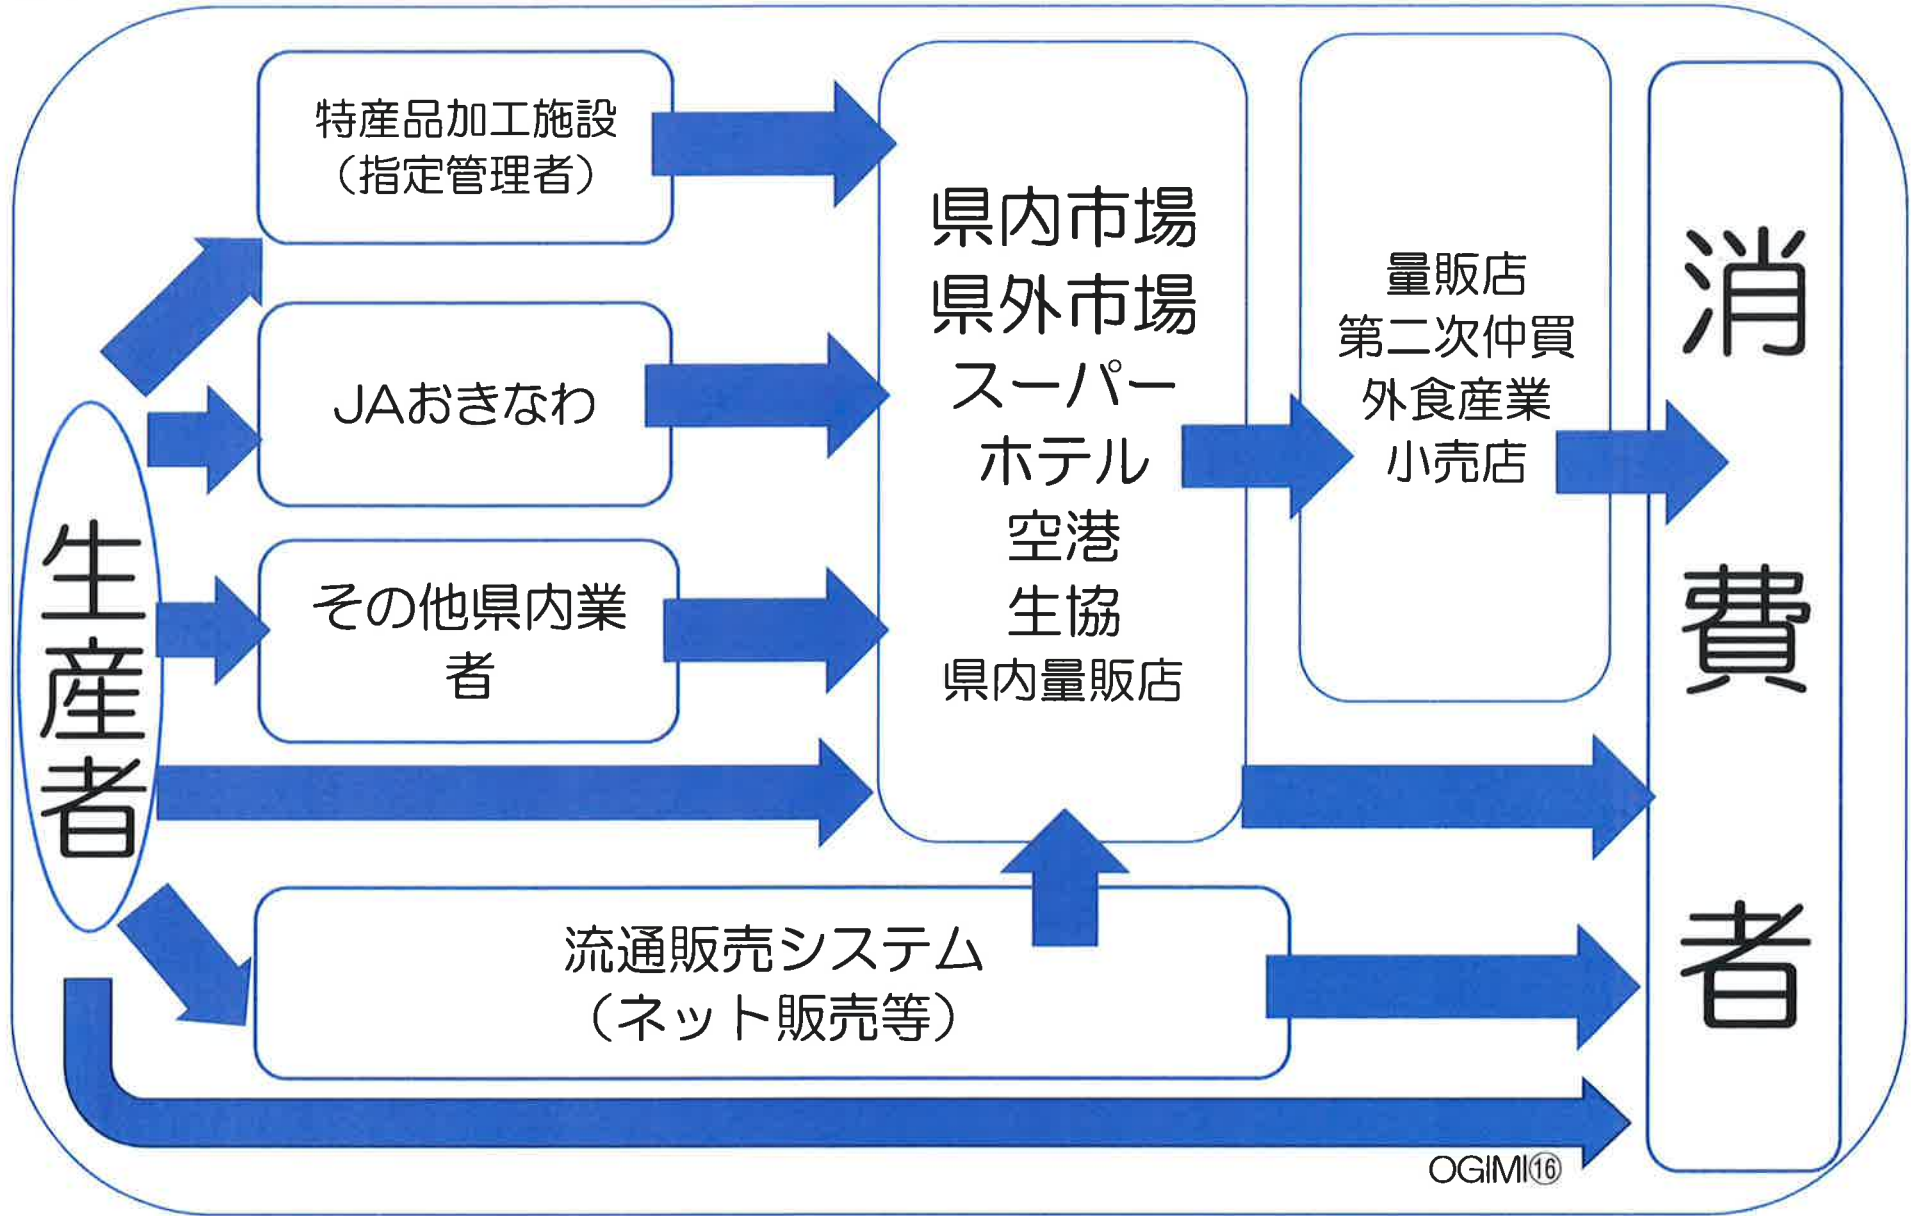 生産者
特産品加工施設
（指定管理者）
JAおきなわ
その他県内業
者
流通販売システム
（ネット販売等）
県内市場
県外市場
スーパー
ホテル
空港
生協
県内量販店
量販店
第二次仲買
外食産業
小売店
消費者
OGIMI⑯